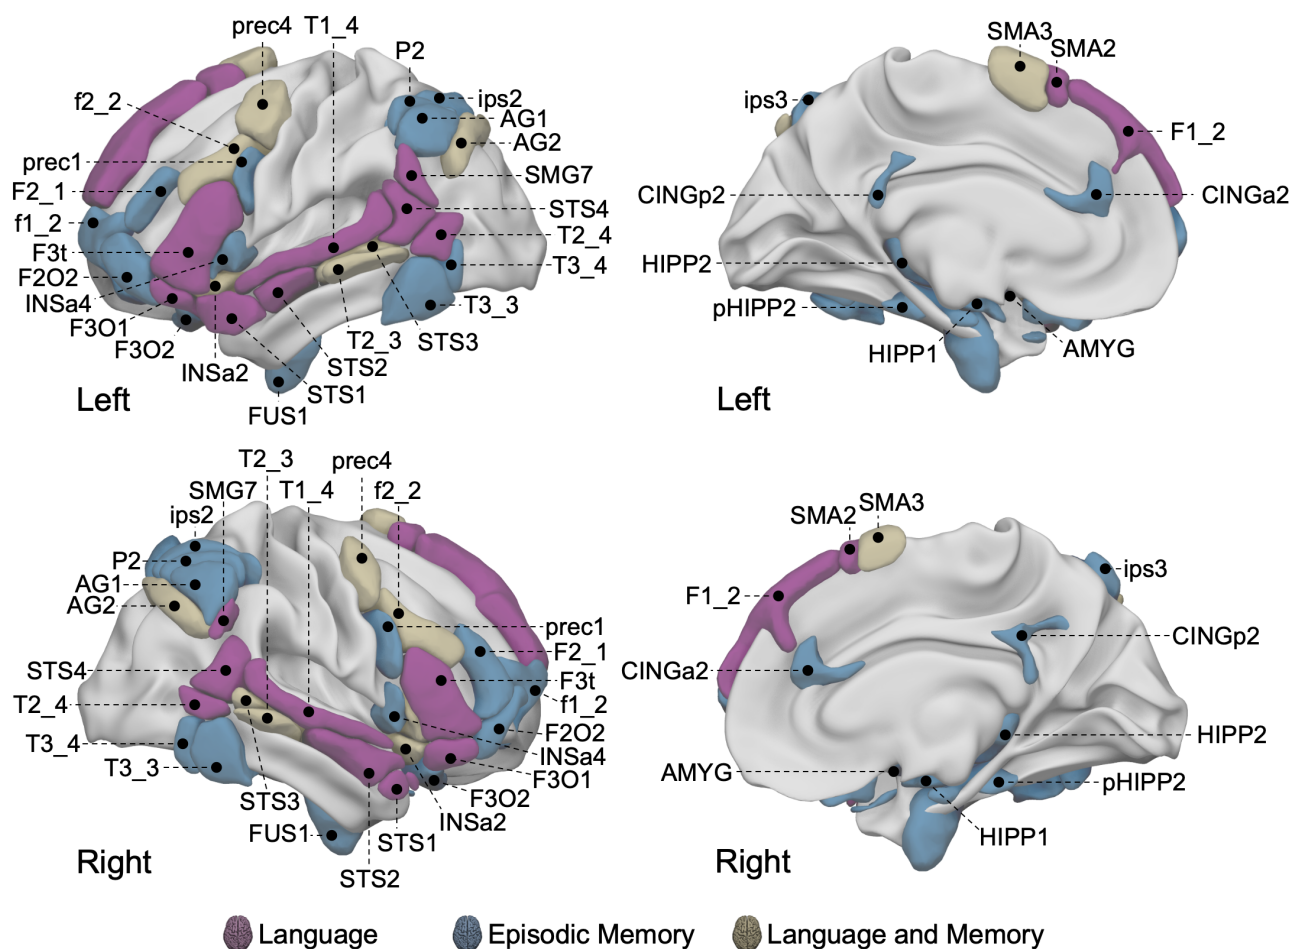 prec4
T1_4
P2
f2_2
ips2
AG1
AG2
prec1
SMG7
F2_1
STS4
f1_2
T2_4
F3t
T3_4
F2O2
INSa4
T3_3
F3O1
F3O2
T2_3
STS3
INSa2
STS2
STS1
FUS1
Left
SMA3
SMA2
ips3
F1_2
CINGp2
CINGa2
HIPP2
pHIPP2
HIPP1
AMYG
Left
T2_3
prec4
SMG7
T1_4
f2_2
ips2
P2
AG1
AG2
prec1
F2_1
STS4
F3t
T2_4
f1_2
F2O2
T3_4
INSa4
T3_3
F3O1
STS3
F3O2
FUS1
INSa2
STS1
STS2
Right
SMA2
SMA3
ips3
F1_2
CINGp2
CINGa2
HIPP2
AMYG
pHIPP2
HIPP1
Right
Language
Episodic Memory
Language and Memory